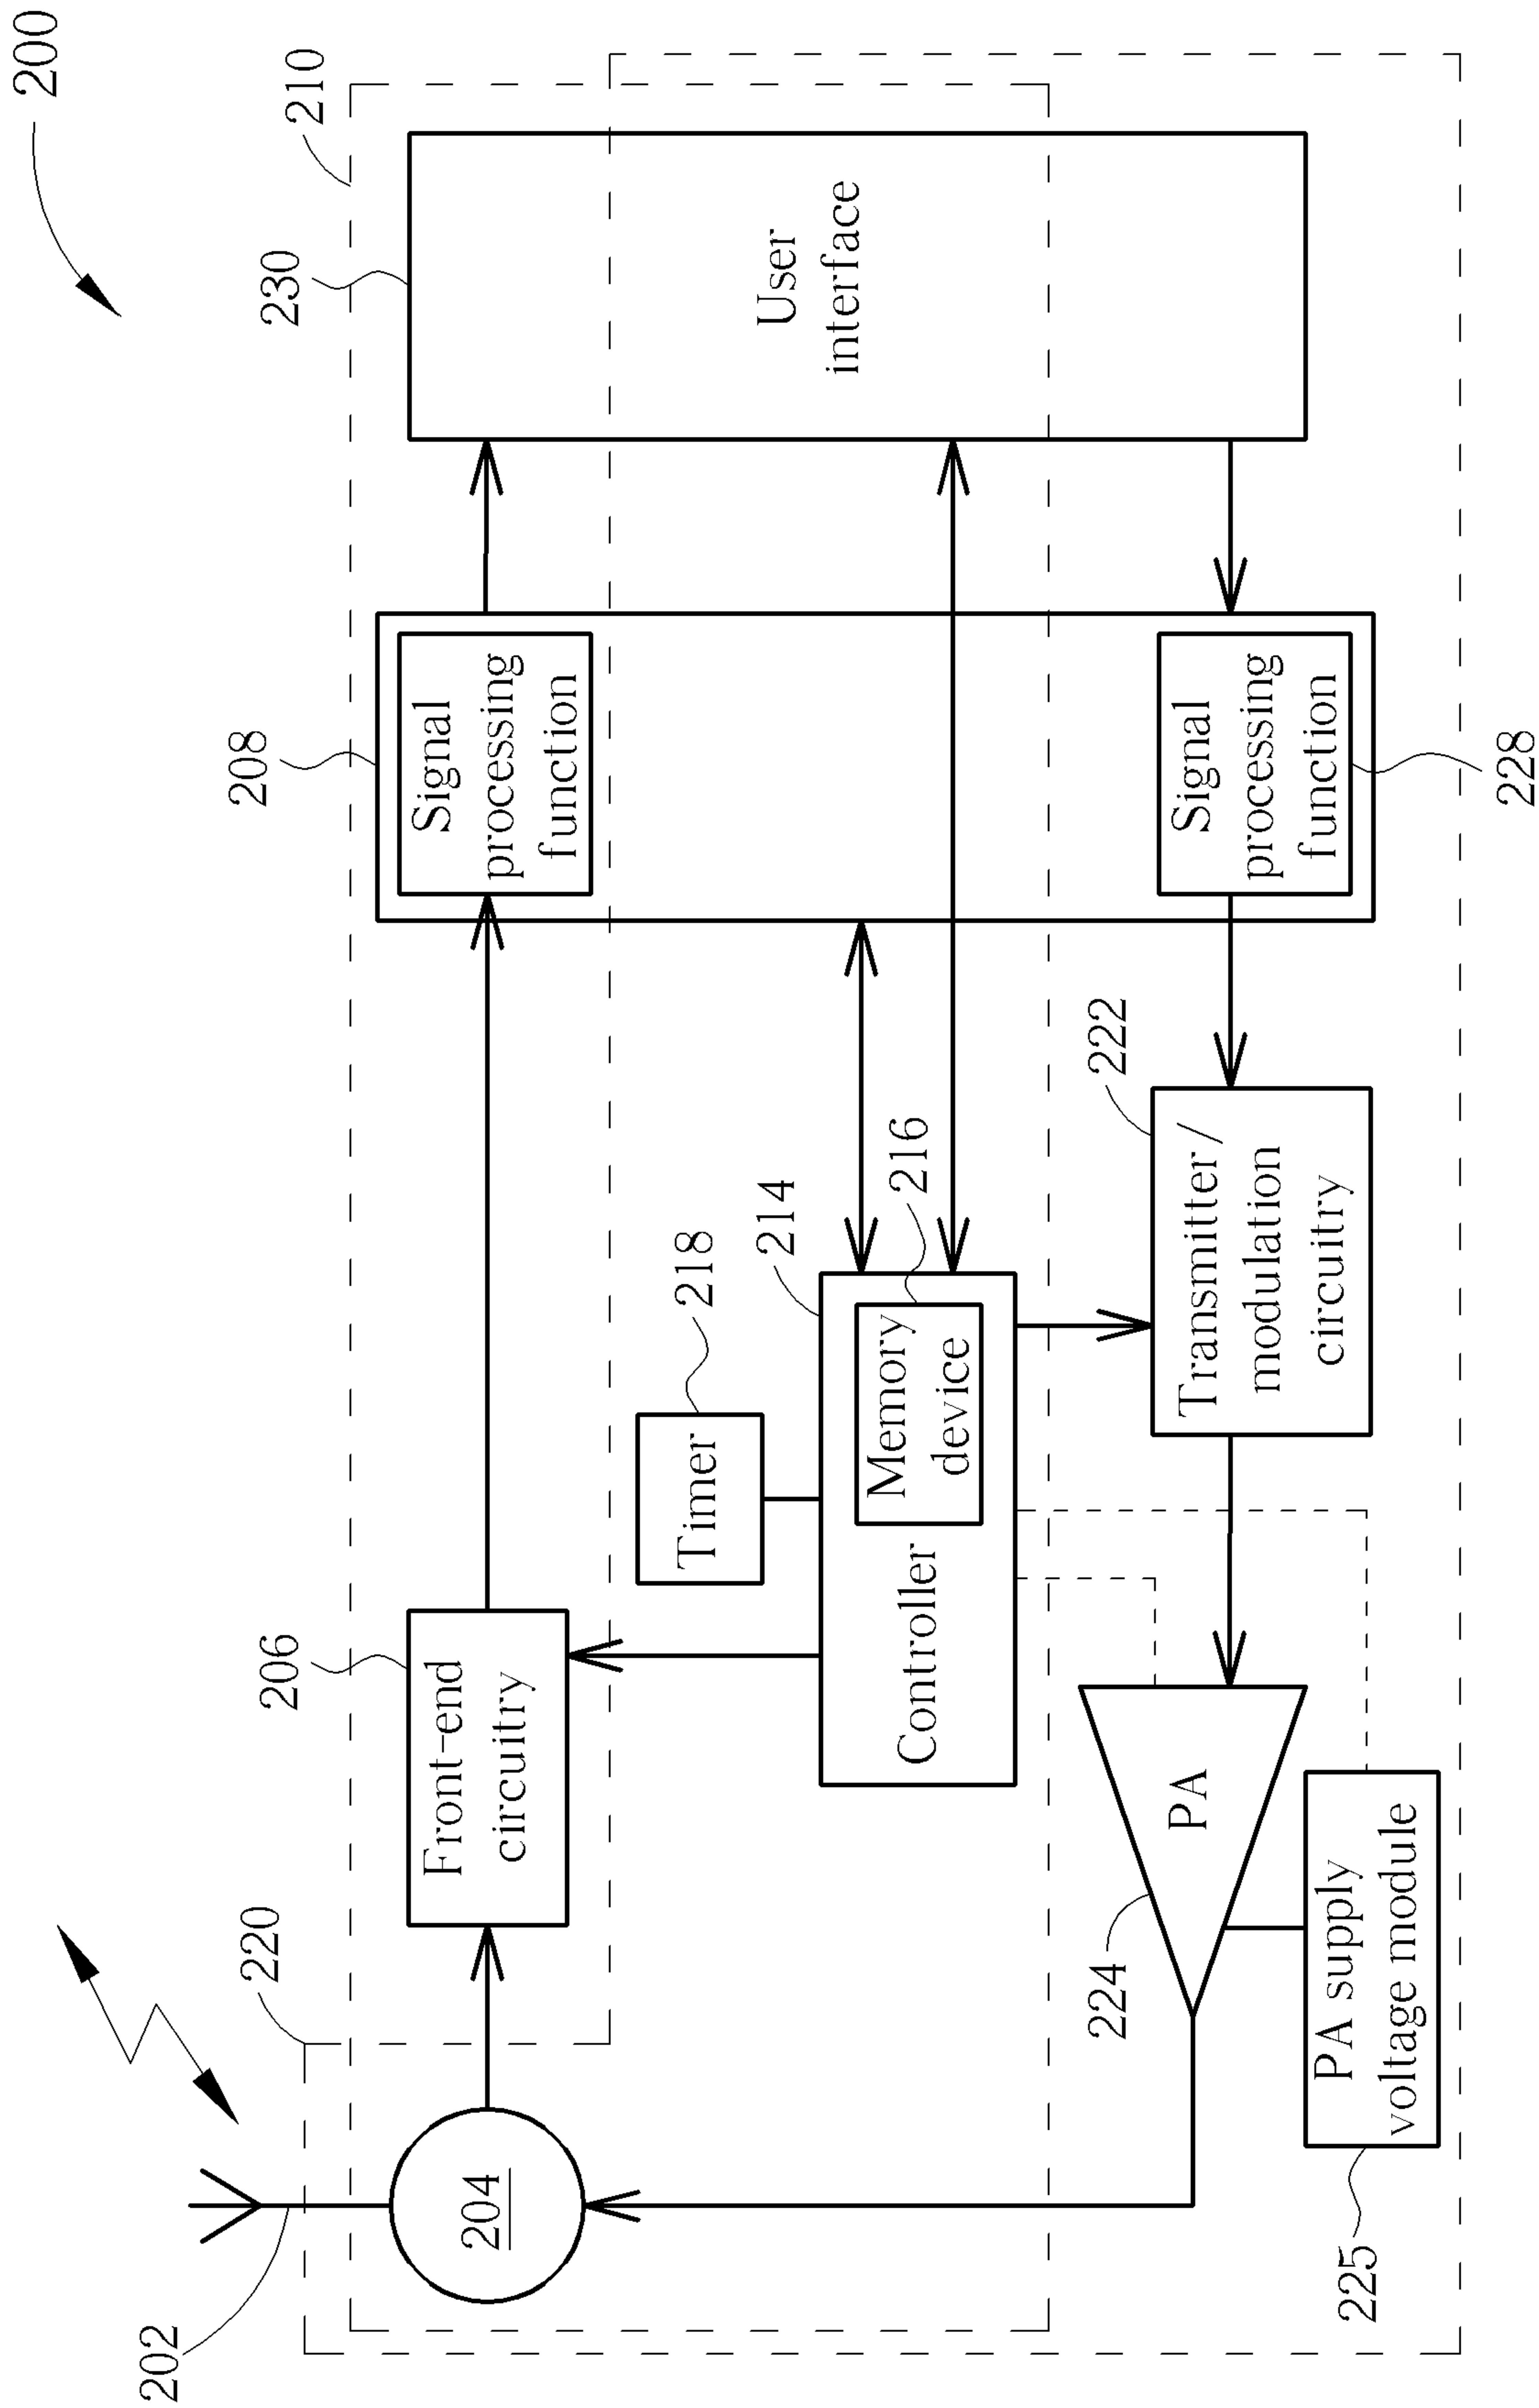 200
210
230
208
206
220
202
204
Front-end
circuitry
Signal
processing
function
User
interface
Timer
218
214
216
Controller
Memory
device
222
Transmitter/
modulation
circuitry
Signal
processing
function
228
224
PA
PA supply
voltage module
225